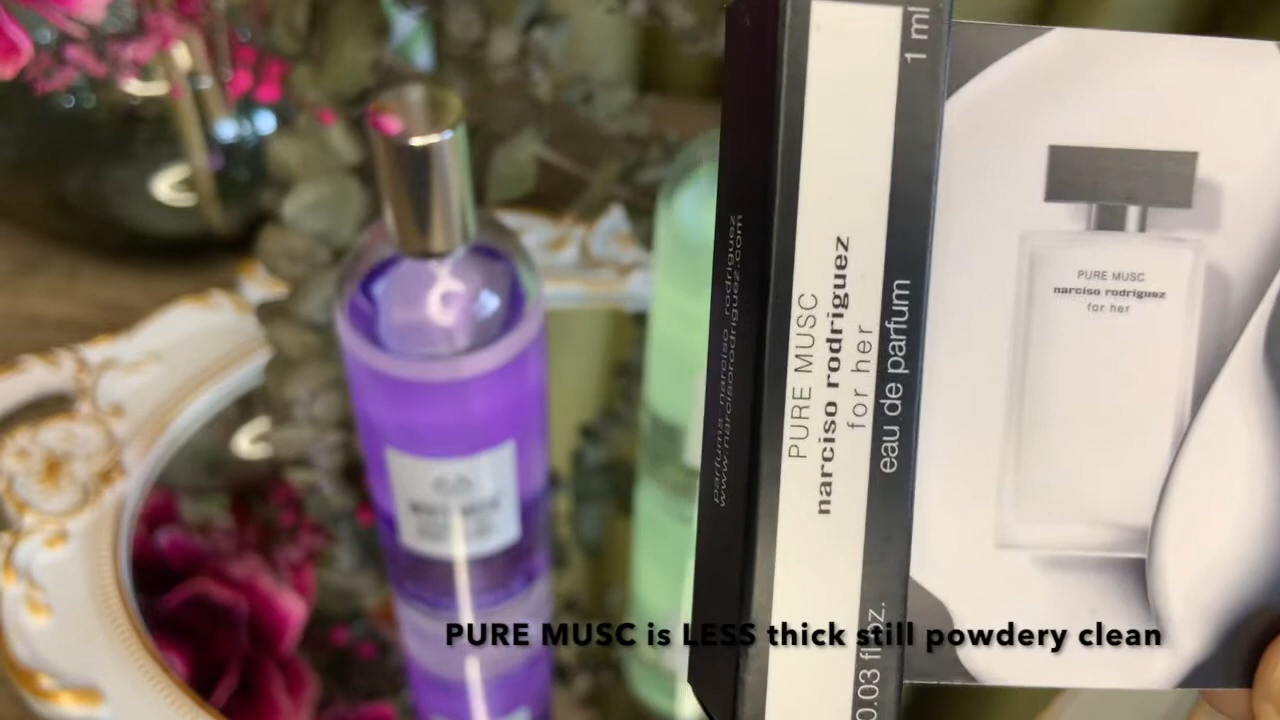 parfums narciso rodriguez
www.narcisorodriguez.com
PURE MUSC
narciso rodriguez
for her
eau de parfum
1 ml
0.03 fl.oz.
PURE MUSC
narciso rodriguez
for her
PURE MUSC is LESS thick still powdery clean